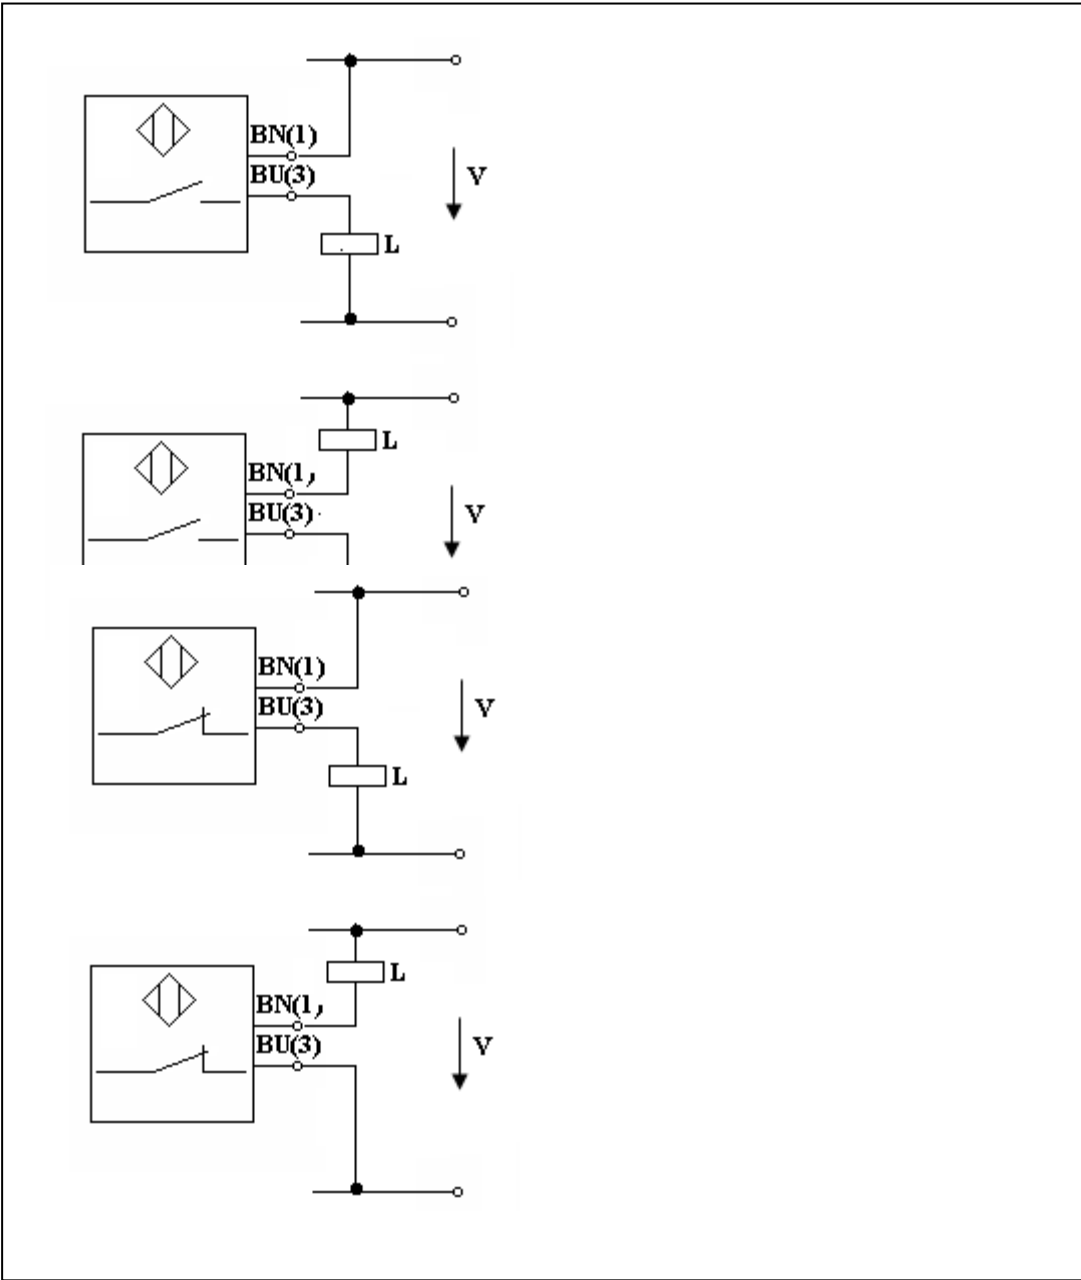 BN(1)
BU(3)
V
L
L
BN(1,
BU(3)
V
BN(1)
BU(3)
V
L
L
BN(1,
BU(3)
V